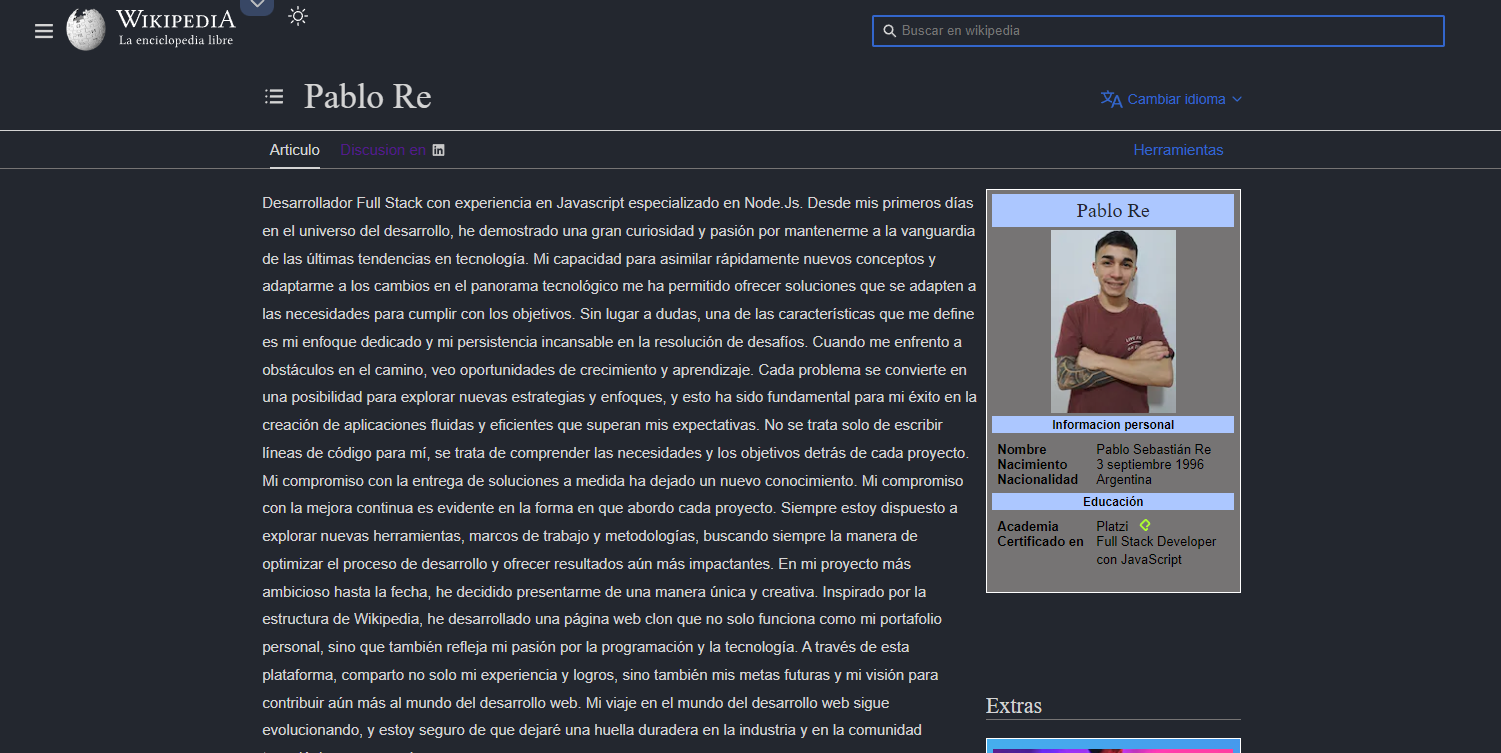 WIKIPEDIA
La enciclopedia libre
Buscar en wikipedia
Pablo Re
Cambiar idioma
Articulo
Discusion en in
Herramientas
Desarrollador Full Stack con experiencia en Javascript especializado en Node.Js. Desde mis primeros días
en el universo del desarrollo, he demostrado una gran curiosidad y pasión por mantenerme a la vanguardia
de las últimas tendencias en tecnología. Mi capacidad para asimilar rápidamente nuevos conceptos y
adaptarme a los cambios en el panorama tecnológico me ha permitido ofrecer soluciones que se adapten a
las necesidades para cumplir con los objetivos. Sin lugar a dudas, una de las características que me define
es mi enfoque dedicado y mi persistencia incansable en la resolución de desafíos. Cuando me enfrento a
obstáculos en el camino, veo oportunidades de crecimiento y aprendizaje. Cada problema se convierte en
una posibilidad para explorar nuevas estrategias y enfoques, y esto ha sido fundamental para mi éxito en la
creación de aplicaciones fluidas y eficientes que superan mis expectativas. No se trata solo de escribir
líneas de código para mí, se trata de comprender las necesidades y los objetivos detrás de cada proyecto.
Mi compromiso con la entrega de soluciones a medida ha dejado un nuevo conocimiento. Mi compromiso
con la mejora continua es evidente en la forma en que abordo cada proyecto. Siempre estoy dispuesto a
explorar nuevas herramientas, marcos de trabajo y metodologías, buscando siempre la manera de
optimizar el proceso de desarrollo y ofrecer resultados aún más impactantes. En mi proyecto más
ambicioso hasta la fecha, he decidido presentarme de una manera única y creativa. Inspirado por la
estructura de Wikipedia, he desarrollado una página web clon que no solo funciona como mi portafolio
personal, sino que también refleja mi pasión por la programación y la tecnología. A través de esta
plataforma, comparto no solo mi experiencia y logros, sino también mis metas futuras y mi visión para
contribuir aún más al mundo del desarrollo web. Mi viaje en el mundo del desarrollo web sigue
evolucionando, y estoy seguro de que dejaré una huella duradera en la industria y en la comunidad
Pablo Re
Informacion personal
Nombre Pablo Sebastián Re
Nacimiento 3 septiembre 1996
Nacionalidad Argentina
Educación
Academia Platzi
Certificado en Full Stack Developer
con JavaScript
Extras